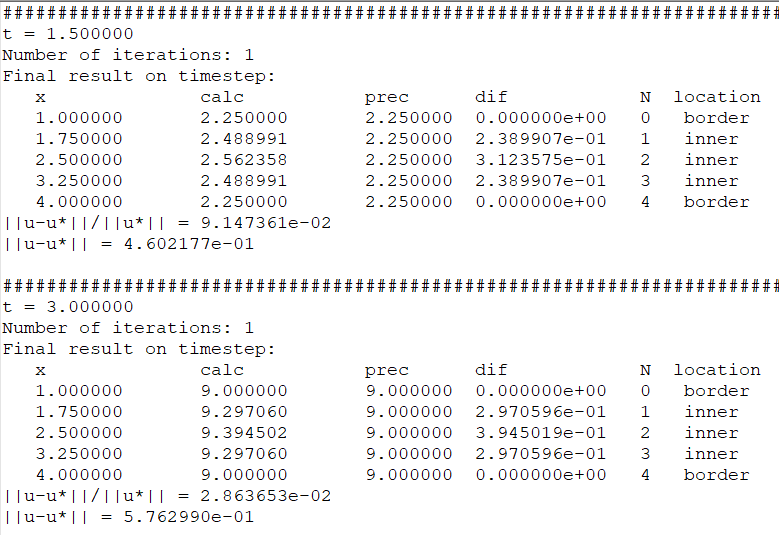 #######################################################################
t = 1.500000
Number of iterations: 1
Final result on timestep:
x calc prec dif N location
1.000000 2.250000 2.250000 0.000000e+00 0 border
1.750000 2.488991 2.250000 2.389907e-01 1 inner
2.500000 2.562358 2.250000 3.123575e-01 2 inner
3.250000 2.488991 2.250000 2.389907e-01 3 inner
4.000000 2.250000 2.250000 0.000000e+00 4 border
||u-u*||/||u*|| = 9.147361e-02
||u-u*|| = 4.602177e-01
#######################################################################
t = 3.000000
Number of iterations: 1
Final result on timestep:
x calc prec dif N location
1.000000 9.000000 9.000000 0.000000e+00 0 border
1.750000 9.297060 9.000000 2.970596e-01 1 inner
2.500000 9.394502 9.000000 3.945019e-01 2 inner
3.250000 9.297060 9.000000 2.970596e-01 3 inner
4.000000 9.000000 9.000000 0.000000e+00 4 border
||u-u*||/||u*|| = 2.863653e-02
||u-u*|| = 5.762990e-01